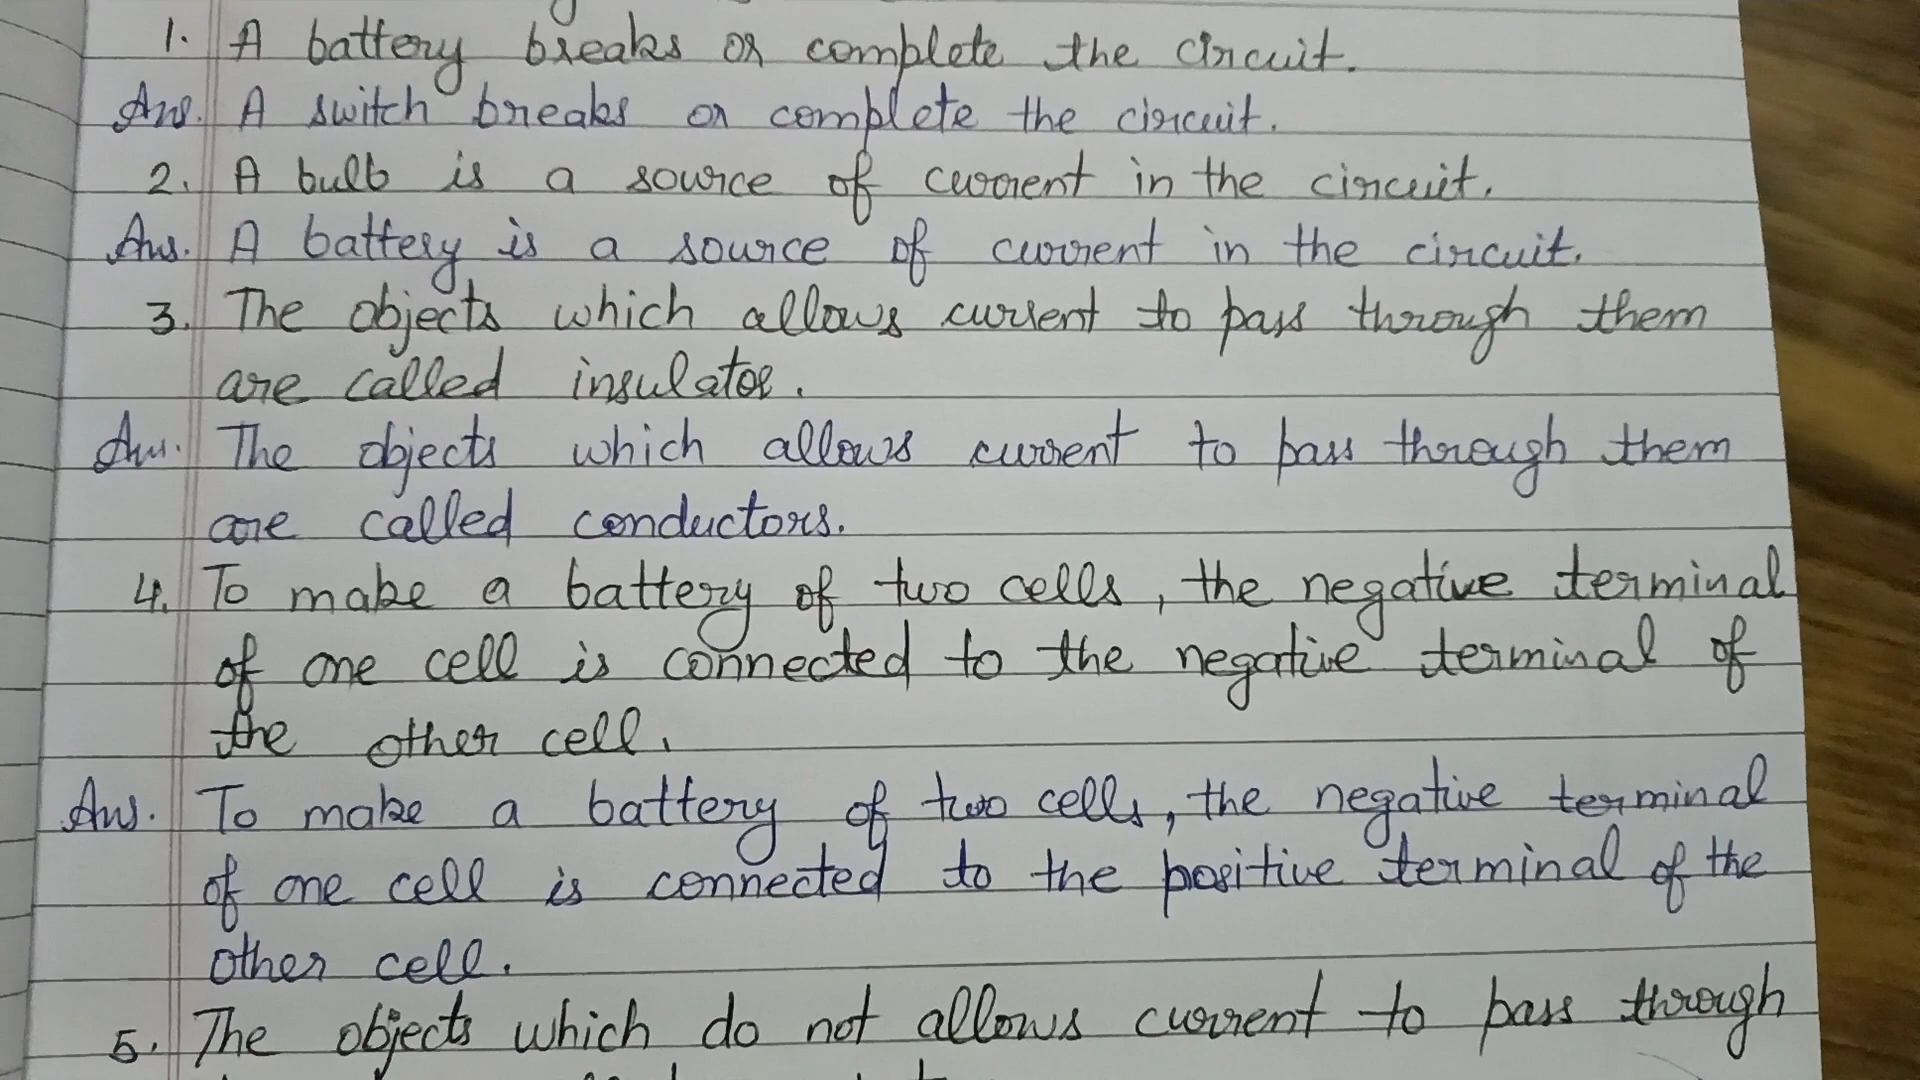 1. A battery breaks or complete the circuit.
Ans. A switch breaks or complete the circuit.
2. A bulb is a source of current in the circuit.
Ans. A battery is a source of current in the circuit.
3. The objects which allows current to pass through them
are called insulator.
Ans. The objects which allows current to pass through them
are called conductors.
4. To make a battery of two cells, the negative terminal
of one cell is connected to the negative terminal of
the other cell.
Ans. To make a battery of two cells, the negative terminal
of one cell is connected to the positive terminal of the
other cell.
5. The objects which do not allows current to pass through